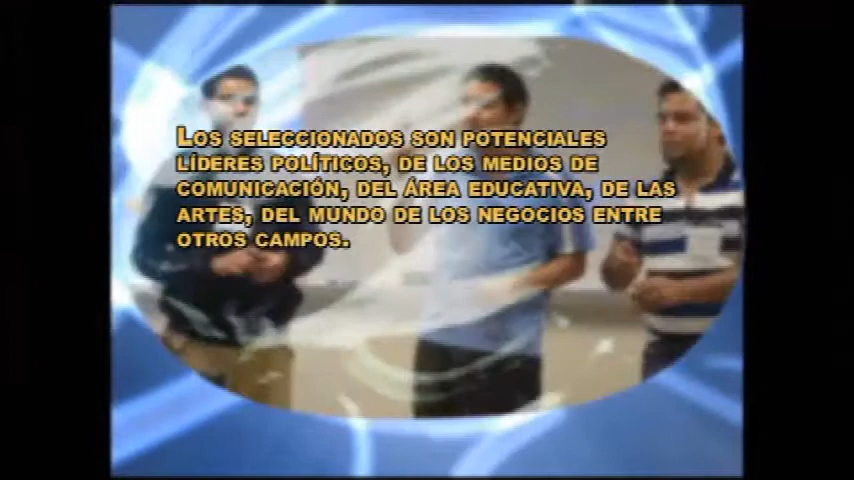 LOS SELECCIONADOS SON POTENCIALES
LÍDERES POLÍTICOS, DE LOS MEDIOS DE
COMUNICACIÓN, DEL ÁREA EDUCATIVA, DE LAS
ARTES, DEL MUNDO DE LOS NEGOCIOS ENTRE
OTROS CAMPOS.